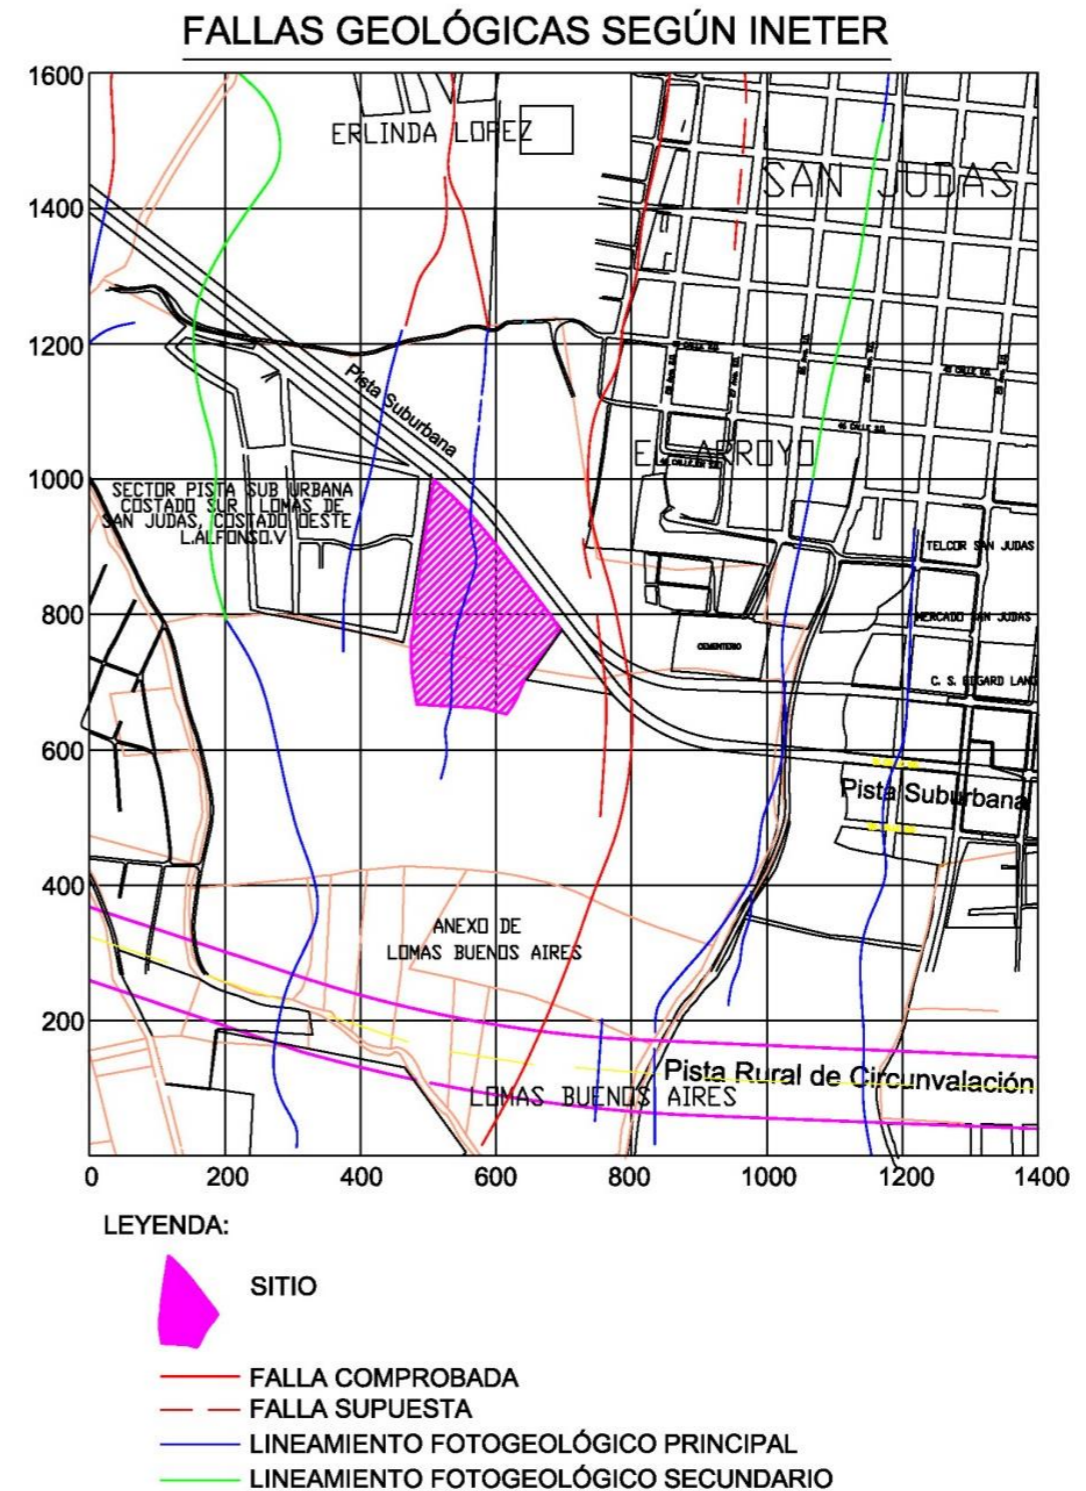 FALLAS GEOLÓGICAS SEGÚN INETER
1600
1400
1200
1000
800
600
400
200
ERLINDA LOPEZ
SAN JUDAS
Pista Suburbana
EL ARROYO
45 CALLE S.O.
46 CALLE S.O.
SECTOR PISTA SUB URBANA
COSTADO SUR LOMAS DE
SAN JUDAS, COSTADO OESTE
L.ALFONSO.V
TELCOR SAN JUDAS
MERCADO SAN JUDAS
CEMENTERIO
C. S. EDGARD LANG
Pista Suburbana
ANEXO DE
LOMAS BUENOS AIRES
Pista Rural de Circunvalación
LOMAS BUENOS AIRES
0 200 400 600 800 1000 1200 1400
LEYENDA:
SITIO
FALLA COMPROBADA
FALLA SUPUESTA
LINEAMIENTO FOTOGEOLÓGICO PRINCIPAL
LINEAMIENTO FOTOGEOLÓGICO SECUNDARIO